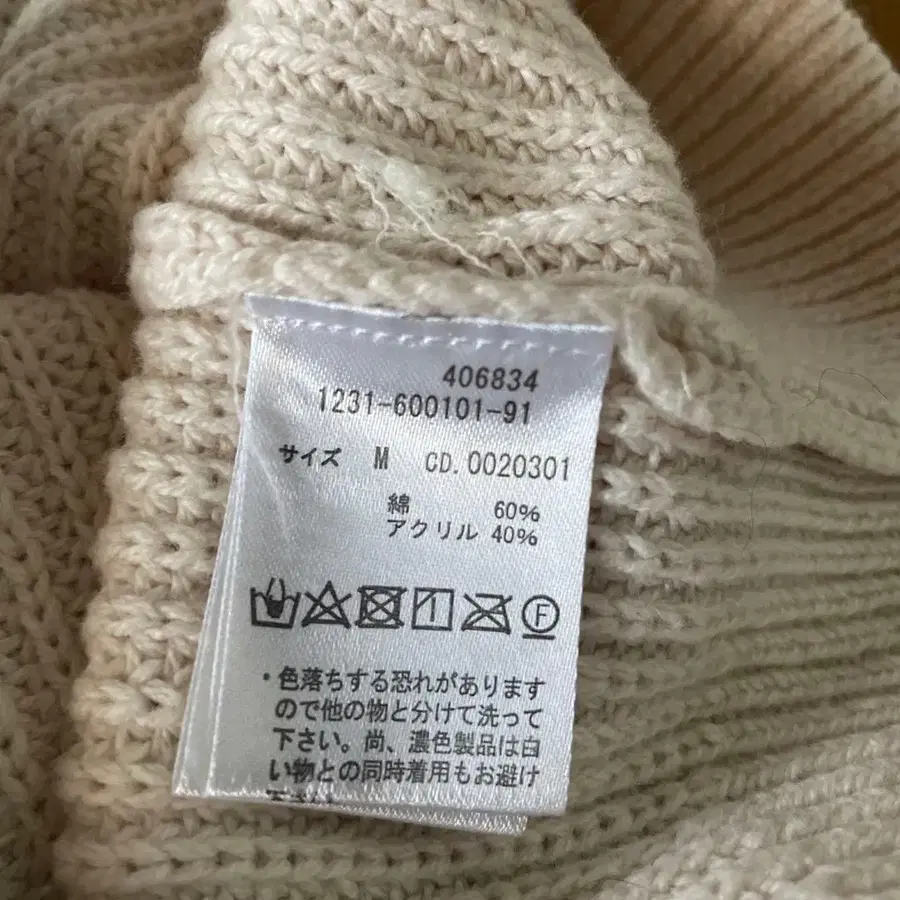 406834
1231-600101-91
サイズ M CD.0020301
綿 60%
アクリル 40%
F
・色落ちする恐れがあります
ので他の物と分けて洗って
下さい。尚、濃色製品は白
い物との同時着用もお避け